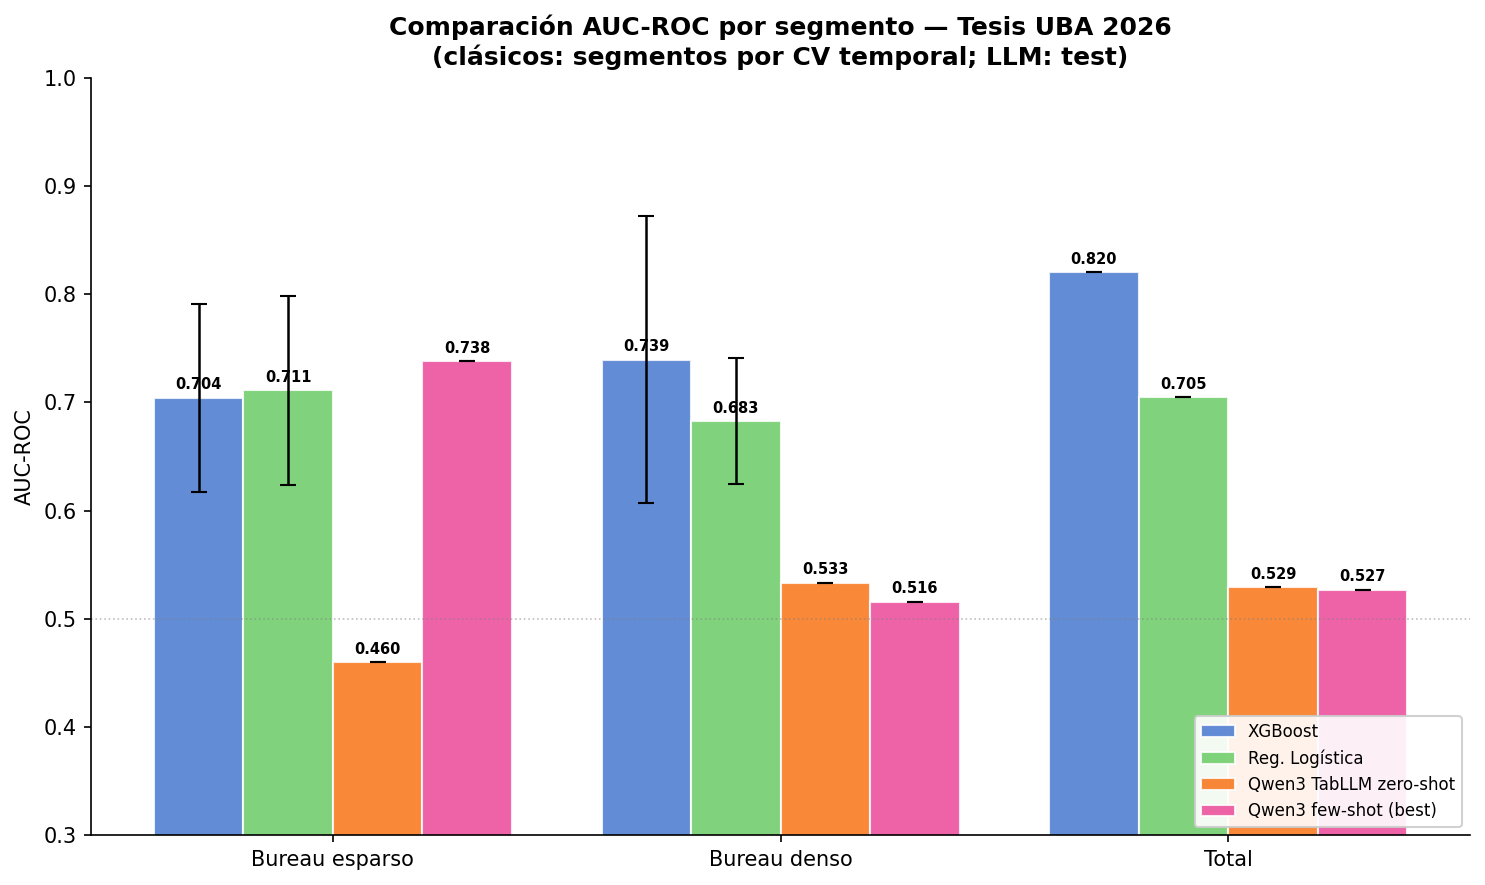 Comparación AUC-ROC por segmento — Tesis UBA 2026
(clásicos: segmentos por CV temporal; LLM: test)
AUC-ROC
1.0
0.9
0.8
0.7
0.6
0.5
0.4
0.3
0.704
0.711
0.460
0.738
0.739
0.683
0.533
0.516
0.820
0.705
0.529
0.527
Bureau esparso
Bureau denso
Total
XGBoost
Reg. Logística
Qwen3 TabLLM zero-shot
Qwen3 few-shot (best)